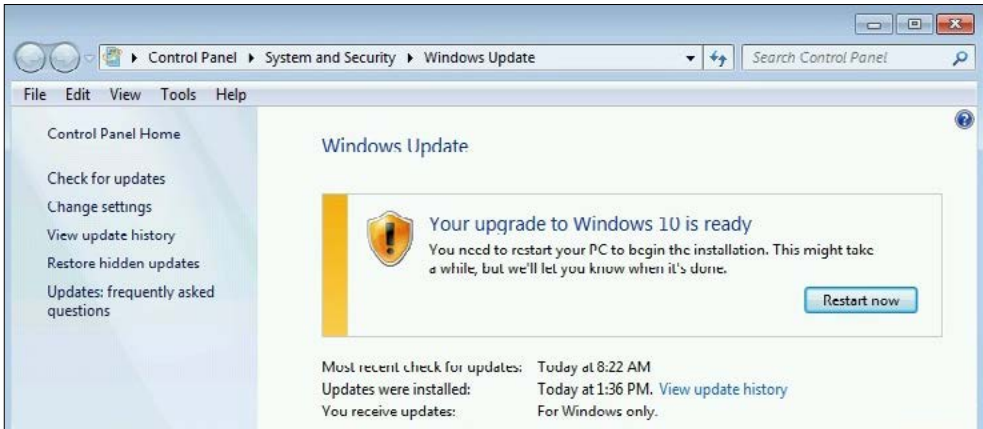 Control Panel ▸ System and Security ▸ Windows Update
Search Control Panel
File Edit View Tools Help
Control Panel Home
Check for updates
Change settings
View update history
Restore hidden updates
Updates: frequently asked
questions
Windows Update
Your upgrade to Windows 10 is ready
You need to restart your PC to begin the installation. This might take
a while, but we'll let you know when it's done.
Restart now
Most recent check for updates: Today at 8:22 AM
Updates were installed: Today at 1:36 PM. View update history
You receive updates: For Windows only.